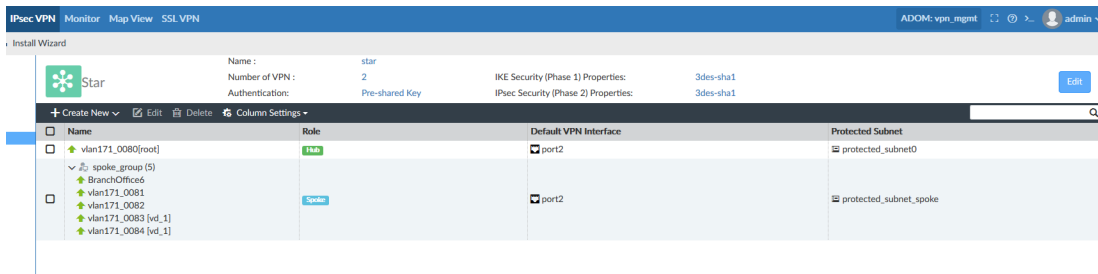 IPsec VPN Monitor Map View SSL VPN ADOM: vpn_mgmt admin
Install Wizard
Star
Name : star
Number of VPN : 2 IKE Security (Phase 1) Properties: 3des-sha1
Authentication: Pre-shared Key IPsec Security (Phase 2) Properties: 3des-sha1
Edit
Create New Edit Delete Column Settings
Name Role Default VPN Interface Protected Subnet
vlan171_0080[root] Hub port2 protected_subnet0
spoke_group (5)
BranchOffice6
vlan171_0081
vlan171_0082 Spoke port2 protected_subnet_spoke
vlan171_0083 [vd_1]
vlan171_0084 [vd_1]